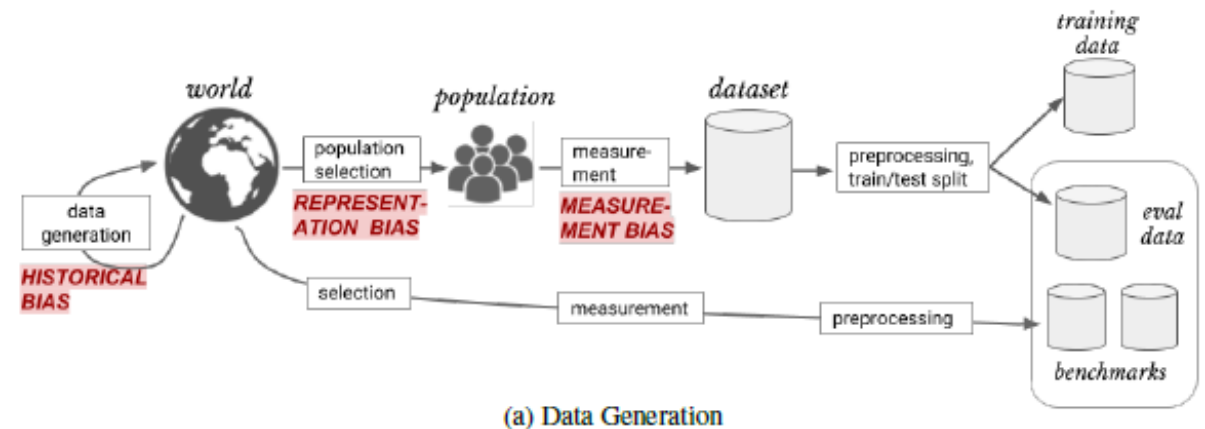 training
data
world
population
dataset
population
selection
measure-
ment
preprocessing,
train/test split
REPRESENT-
ATION BIAS
MEASURE-
MENT BIAS
data
generation
eval
data
HISTORICAL
BIAS
selection
measurement
preprocessing
benchmarks
(a) Data Generation